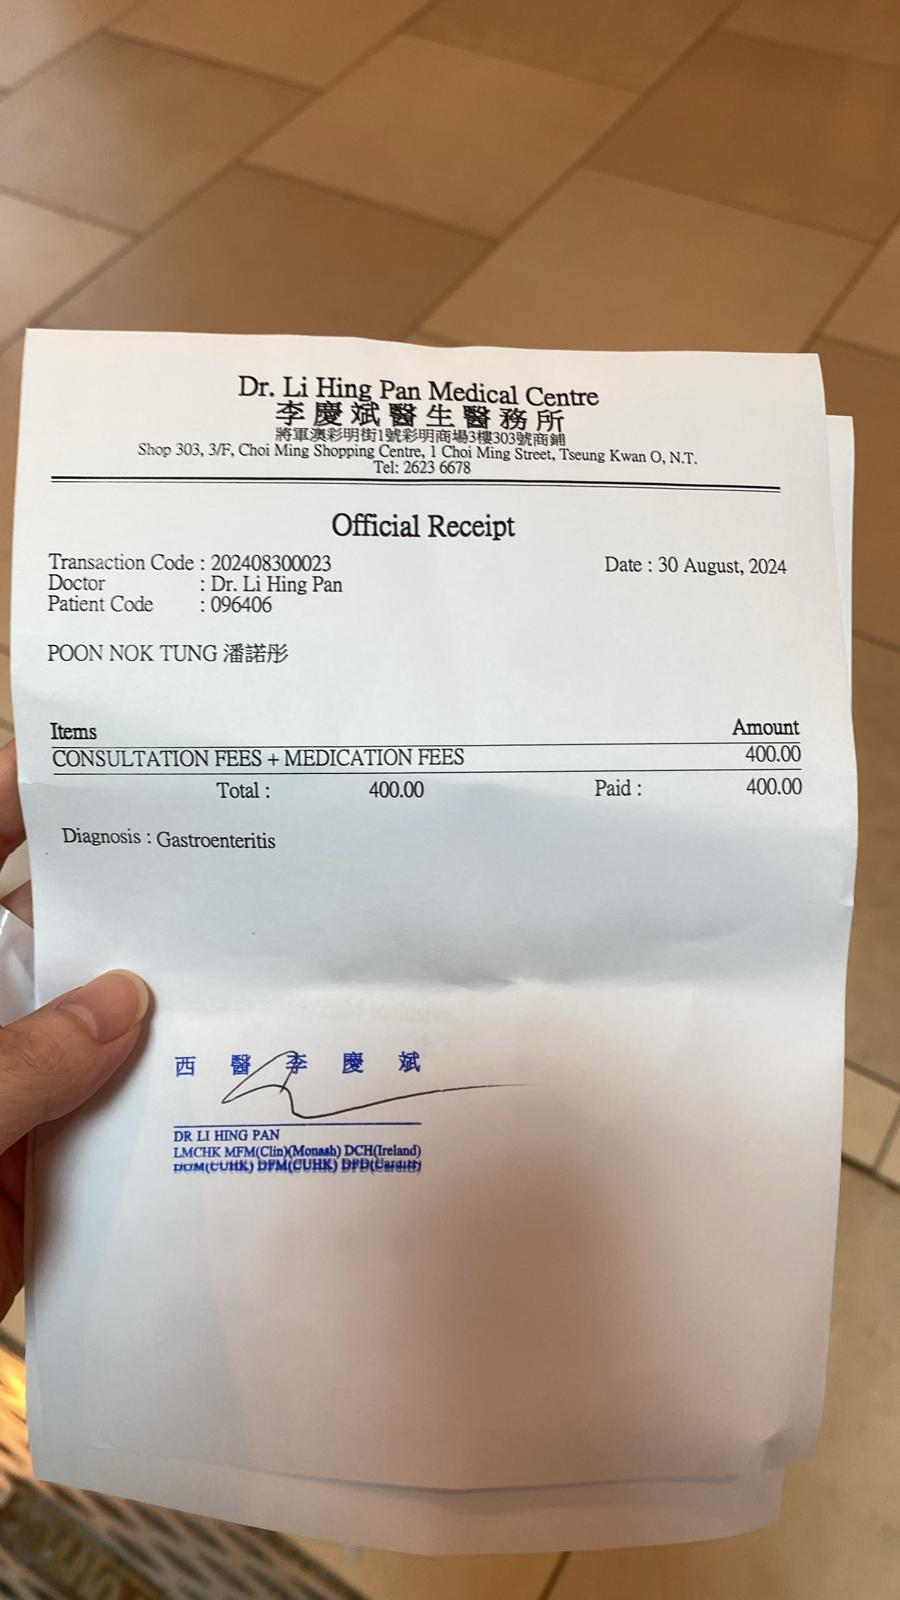 Dr. Li Hing Pan Medical Centre
李慶斌醫生醫務所
將軍澳彩明街1號彩明商場3樓303號商鋪
Shop 303, 3/F, Choi Ming Shopping Centre, 1 Choi Ming Street, Tseung Kwan O, N.T.
Tel: 2623 6678
Official Receipt
Transaction Code : 202408300023 Date : 30 August, 2024
Doctor : Dr. Li Hing Pan
Patient Code : 096406
POON NOK TUNG 潘諾彤
Items Amount
CONSULTATION FEES + MEDICATION FEES 400.00
Total : 400.00 Paid : 400.00
Diagnosis : Gastroenteritis
西醫李慶斌
DR LI HING PAN
LMCHK MFM(Clin)(Monash) DCH(Ireland)
DOM(CUHK) DFM(CUHK) DPD(Cardiff)